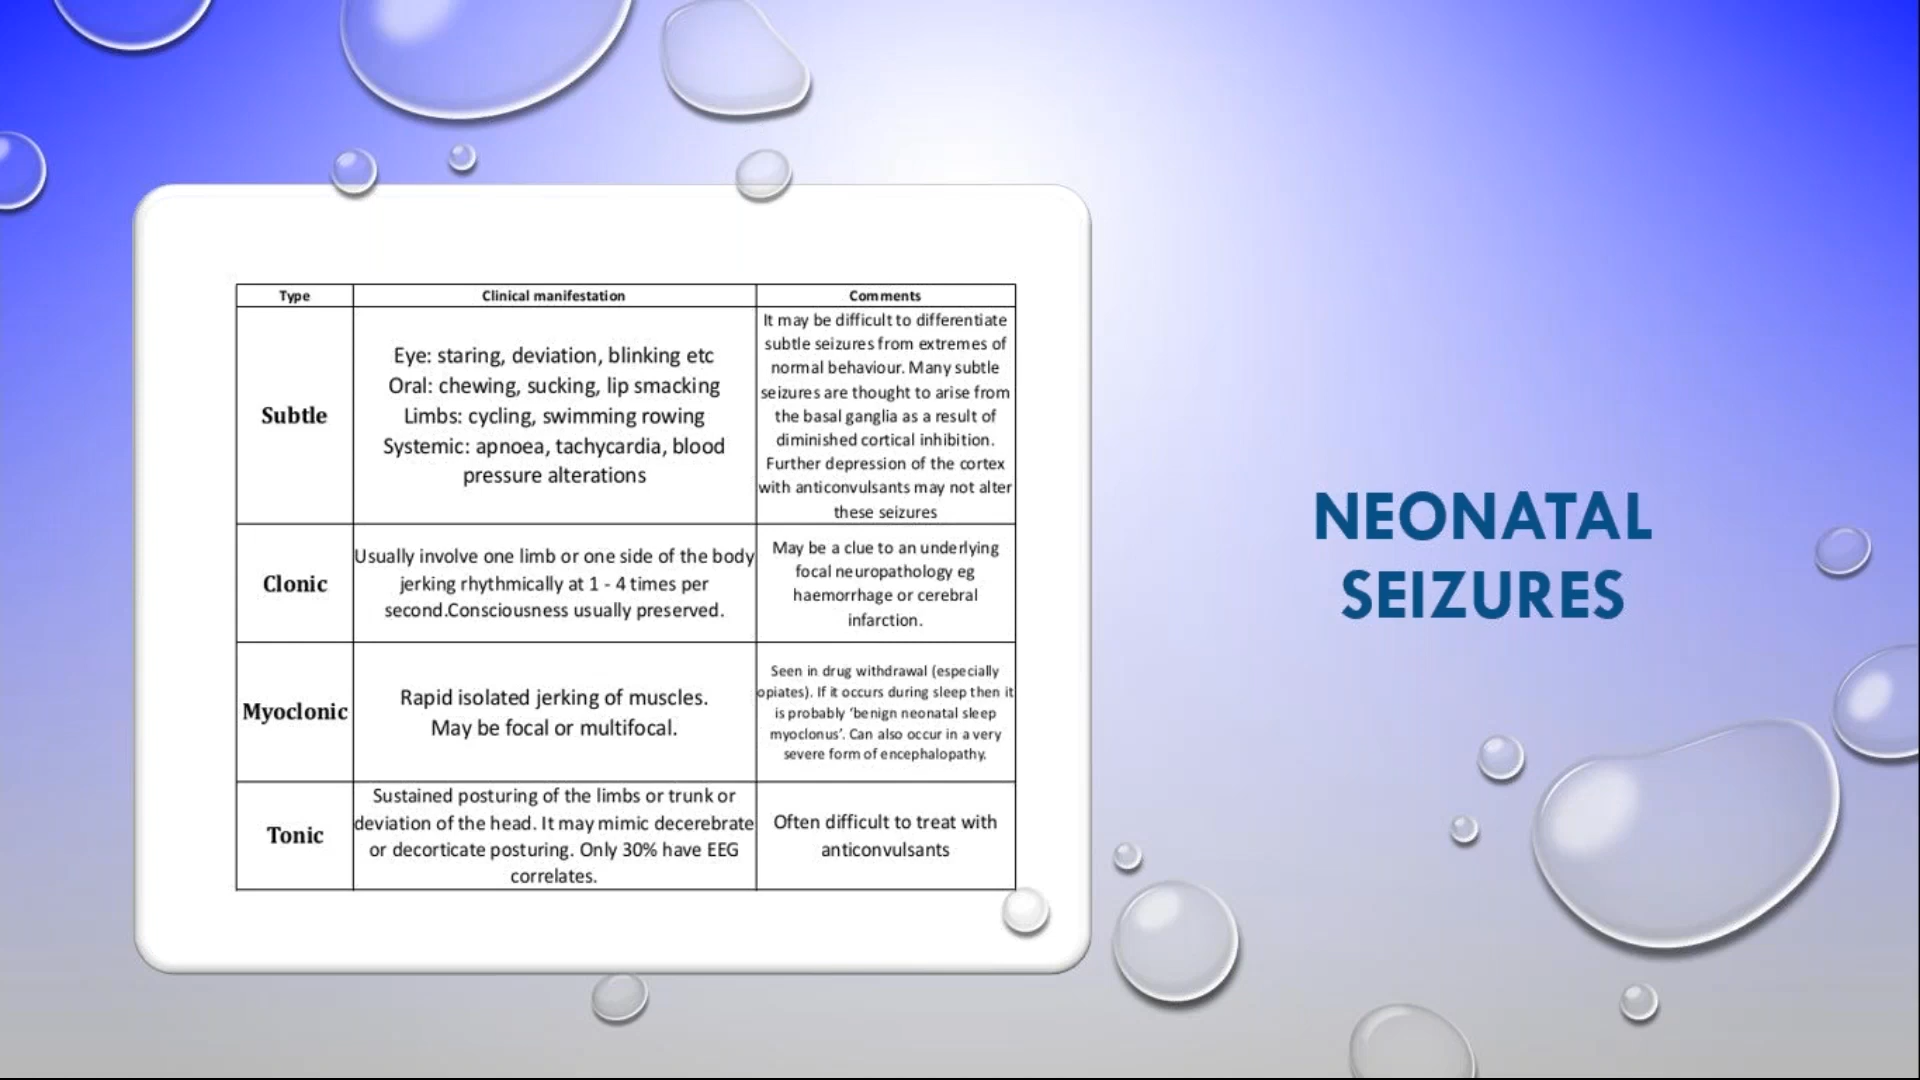 Type
Clinical manifestation
Comments
Subtle
Eye: staring, deviation, blinking etc
Oral: chewing, sucking, lip smacking
Limbs: cycling, swimming rowing
Systemic: apnoea, tachycardia, blood
pressure alterations
It may be difficult to differentiate
subtle seizures from extremes of
normal behaviour. Many subtle
seizures are thought to arise from
the basal ganglia as a result of
diminished cortical inhibition.
Further depression of the cortex
with anticonvulsants may not alter
these seizures
Clonic
Usually involve one limb or one side of the body
jerking rhythmically at 1 - 4 times per
second.Consciousness usually preserved.
May be a clue to an underlying
focal neuropathology eg
haemorrhage or cerebral
infarction.
Myoclonic
Rapid isolated jerking of muscles.
May be focal or multifocal.
Seen in drug withdrawal (especially
opiates). If it occurs during sleep then it
is probably ‘benign neonatal sleep
myoclonus’. Can also occur in a very
severe form of encephalopathy.
Tonic
Sustained posturing of the limbs or trunk or
deviation of the head. It may mimic decerebrate
or decorticate posturing. Only 30% have EEG
correlates.
Often difficult to treat with
anticonvulsants
NEONATAL
SEIZURES